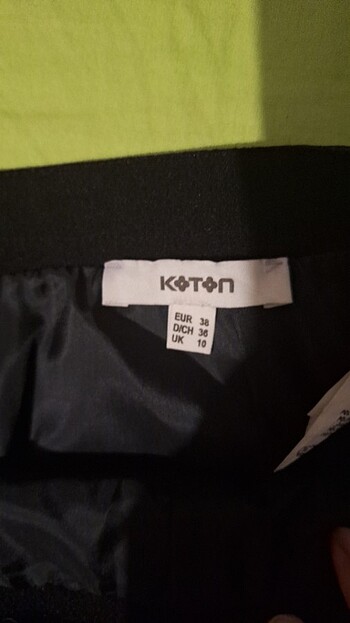 KOTON
EUR 38
D/CH 36
UK 10